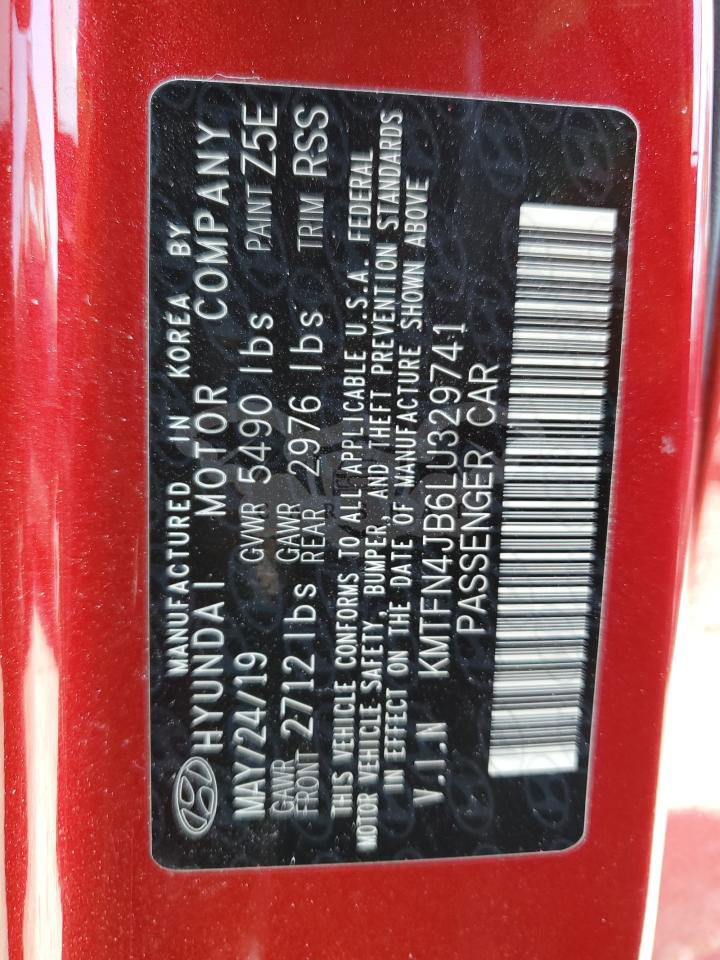 MANUFACTURED IN KOREA BY
HYUNDAI MOTOR COMPANY
MAY/24/19 GVWR 5490 lbs PAINT Z5E
GAWR FRONT 2712 lbs GAWR REAR 2976 lbs TRIM RSS
THIS VEHICLE CONFORMS TO ALL APPLICABLE U.S.A. FEDERAL
MOTOR VEHICLE SAFETY, BUMPER, AND THEFT PREVENTION STANDARDS
IN EFFECT ON THE DATE OF MANUFACTURE SHOWN ABOVE
V.I.N KMTFN4JB6LU329741
PASSENGER CAR